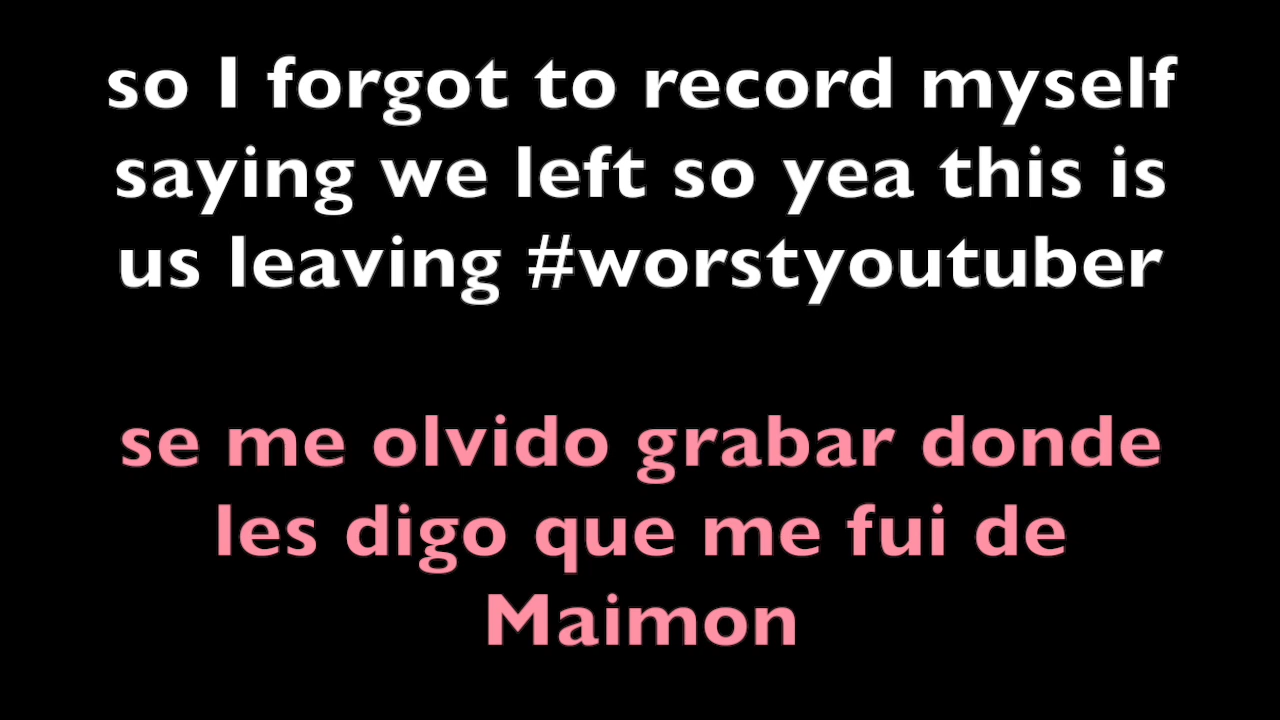 so I forgot to record myself
saying we left so yea this is
us leaving #worstyoutuber
se me olvido grabar donde
les digo que me fui de
Maimon